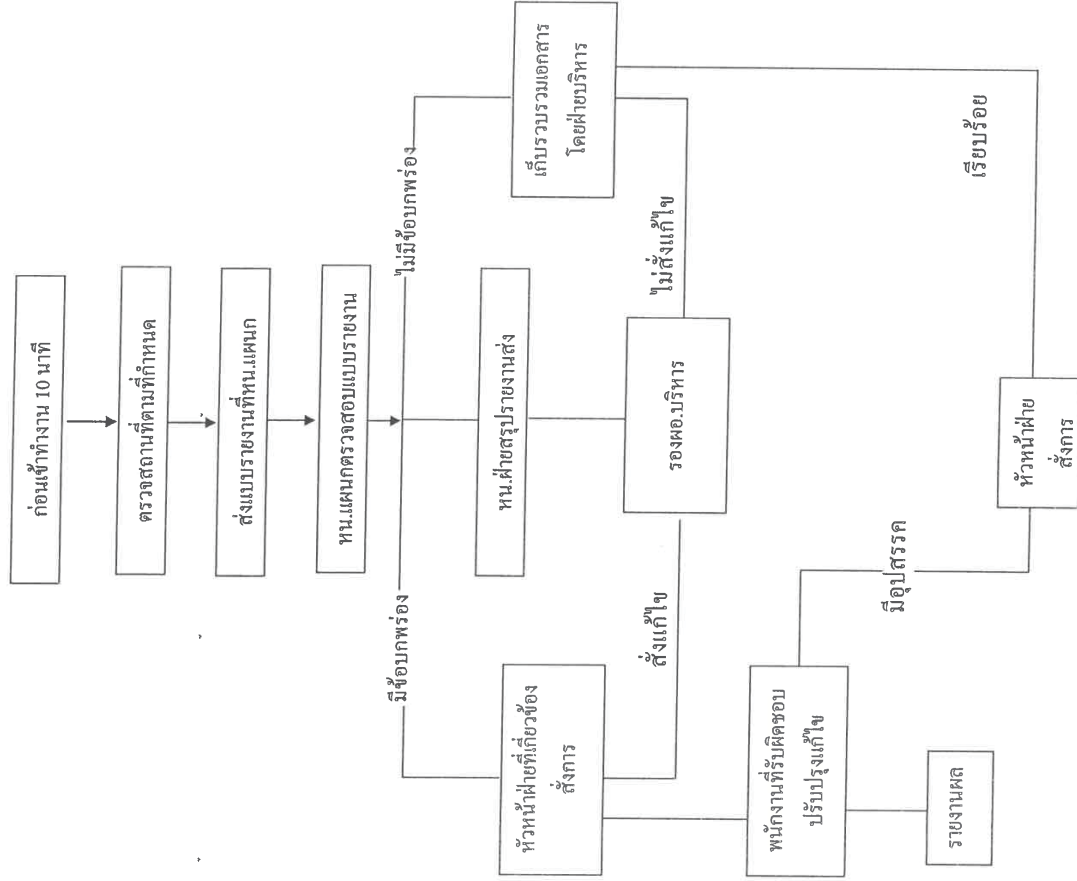 ก่อนเข้าทำงาน 10 นาที
ตรวจสถานที่ตามที่กำหนด
ส่งแบบรายงานที่หน.แผนก
หน.แผนกตรวจสอบแบบรายงาน
มีข้อบกพร่อง
ไม่มีข้อบกพร่อง
หัวหน้าฝ่ายที่เกี่ยวข้อง
สั่งการ
หน.ฝ่ายสรุปรายงานส่ง
เก็บรวบรวมเอกสาร
โดยฝ่ายบริหาร
สั่งแก้ไข
รองผอ.บริหาร
ไม่สั่งแก้ไข
พนักงานที่รับผิดชอบ
ปรับปรุงแก้ไข
มีอุปสรรค
เรียบร้อย
รายงานผล
หัวหน้าฝ่าย
สั่งการ